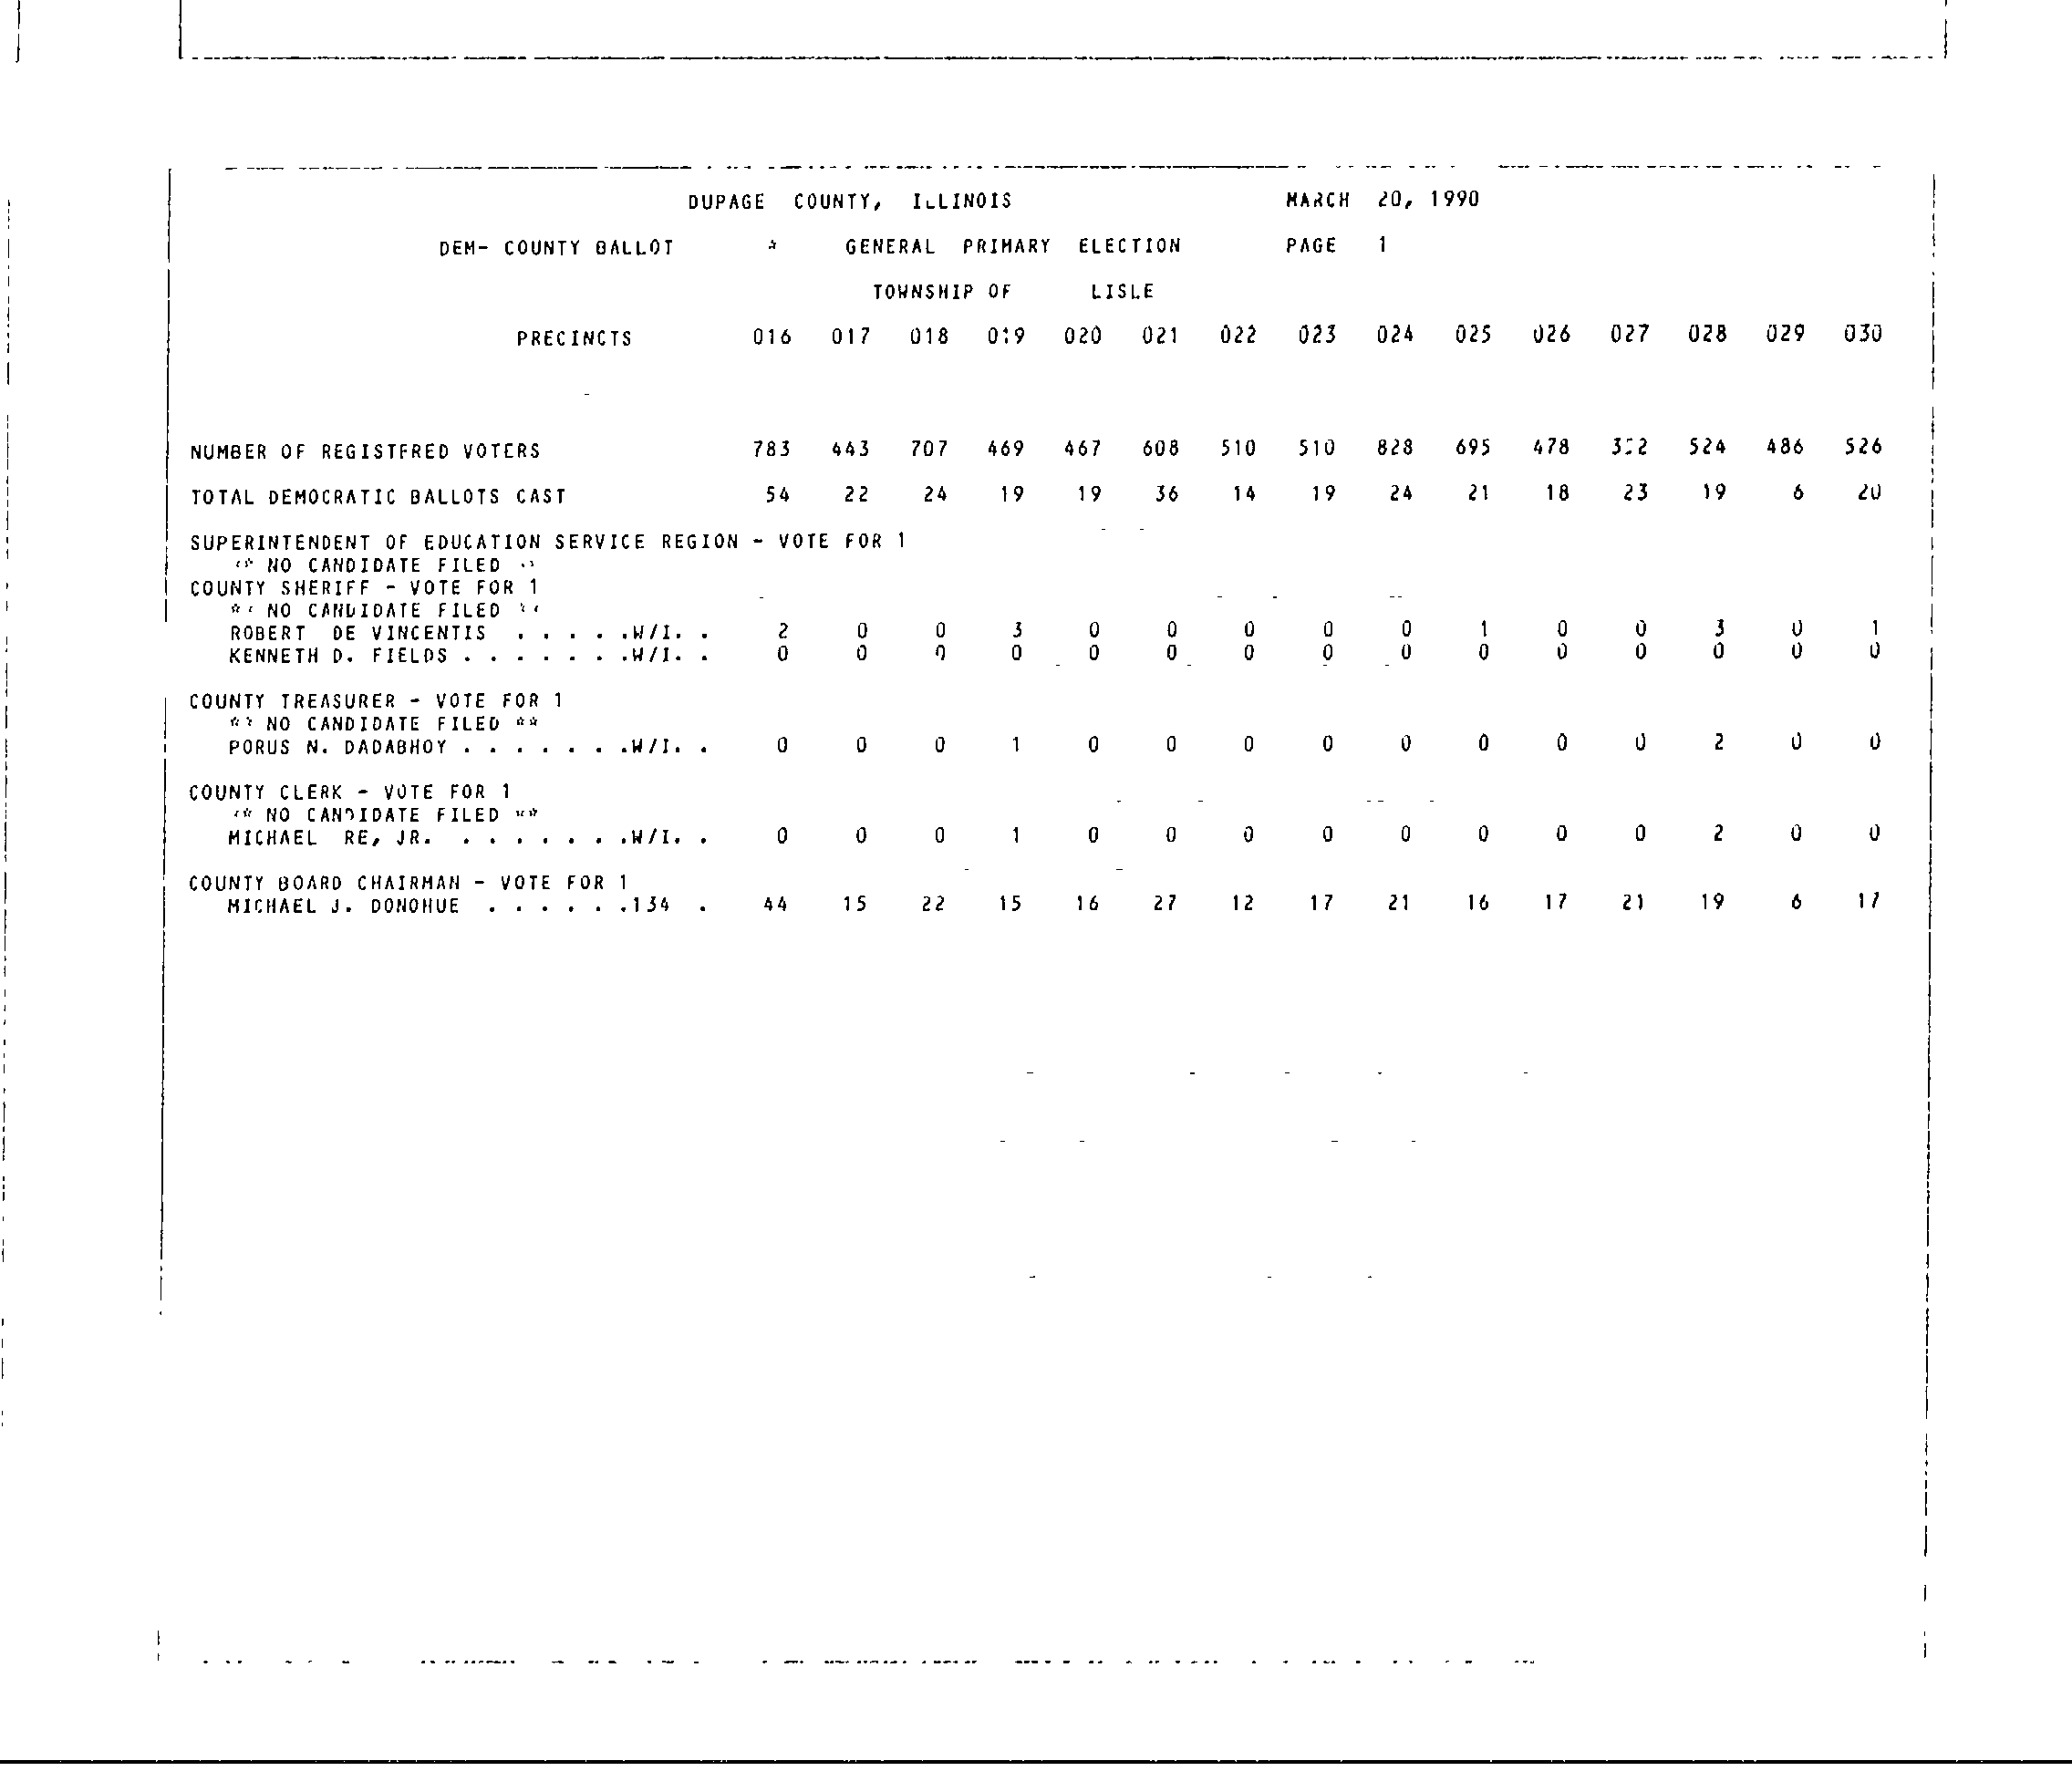 DUPAGE COUNTY, ILLINOIS MARCH 20, 1990
DEM- COUNTY BALLOT * GENERAL PRIMARY ELECTION PAGE 1
TOWNSHIP OF LISLE
PRECINCTS 016 017 018 019 020 021 022 023 024 025 026 027 028 029 030
NUMBER OF REGISTERED VOTERS 783 443 707 469 467 608 510 510 828 695 478 524 486 526
TOTAL DEMOCRATIC BALLOTS CAST 54 22 24 19 19 36 14 19 24 21 18 23 19 6 20
SUPERINTENDENT OF EDUCATION SERVICE REGION - VOTE FOR 1
** NO CANDIDATE FILED **
COUNTY SHERIFF - VOTE FOR 1
** NO CANDIDATE FILED **
ROBERT DE VINCENTIS . . . . .W/I. . 2 0 0 3 0 0 0 0 0 1 0 0 3 0 1
KENNETH D. FIELDS . . . . . . .W/I. . 0 0 0 0 0 0 0 0 0 0 0 0 0 0 0
COUNTY TREASURER - VOTE FOR 1
** NO CANDIDATE FILED **
PORUS N. DADABHOY . . . . . . .W/I. . 0 0 0 1 0 0 0 0 0 0 0 0 2 0 0
COUNTY CLERK - VOTE FOR 1
** NO CANDIDATE FILED **
MICHAEL RE, JR. . . . . . . .W/I. . 0 0 0 1 0 0 0 0 0 0 0 0 2 0 0
COUNTY BOARD CHAIRMAN - VOTE FOR 1
MICHAEL J. DONOHUE . . . . . .134 . 44 15 22 15 16 27 12 17 21 16 17 21 19 6 17